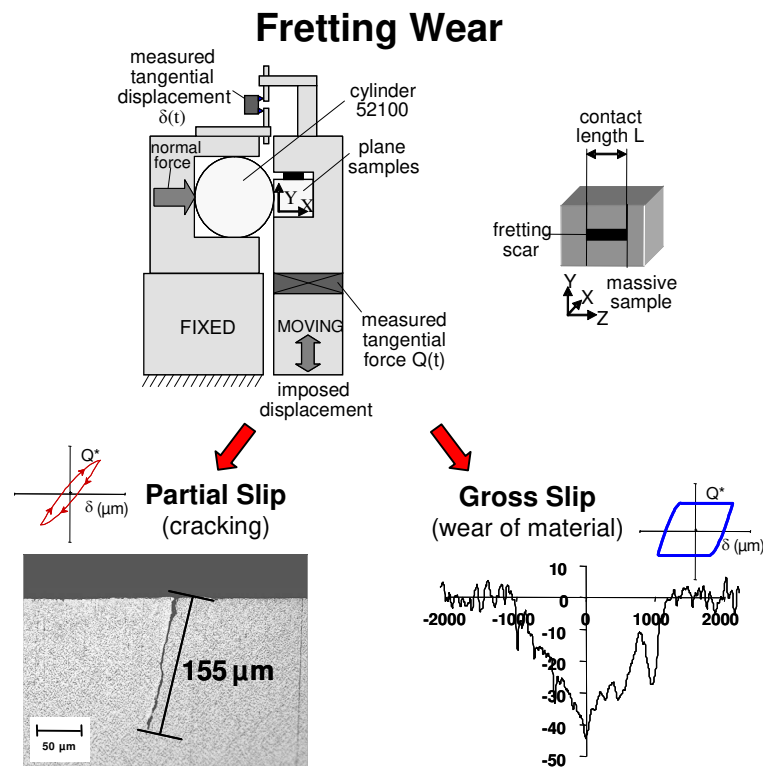 Fretting Wear
measured
tangential
displacement
δ(t)
cylinder
52100
normal
force
plane
samples
Y
X
contact
length L
fretting
scar
massive
sample
Y
X
Z
FIXED
MOVING
measured
tangential
force Q(t)
imposed
displacement
Q*
δ (μm)
Partial Slip
(cracking)
Gross Slip
(wear of material)
Q*
δ (μm)
155 μm
50 μm
10
0
-10
-20
-30
-40
-50
-2000
-1000
0
1000
2000